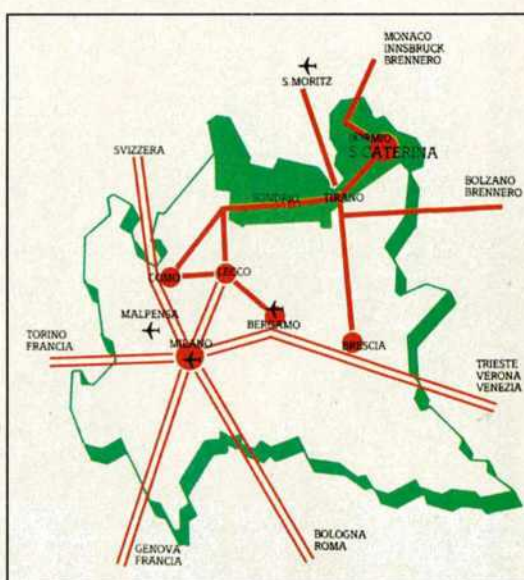 MONACO
INNSBRUCK
BRENNERO
S. MORITZ
BORMIO
S. CATERINA
SVIZZERA
SONDRIO
TIRANO
BOLZANO
BRENNERO
COMO
LECCO
MALPENSA
BERGAMO
TORINO
FRANCIA
MILANO
BRESCIA
TRIESTE
VERONA
VENEZIA
BOLOGNA
ROMA
GENOVA
FRANCIA